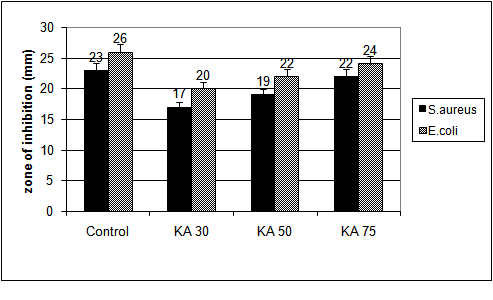 zone of inhibition (mm)
30
25
20
15
10
5
0
23
26
17
20
19
22
22
24
Control
KA 30
KA 50
KA 75
S.aureus
E.coli